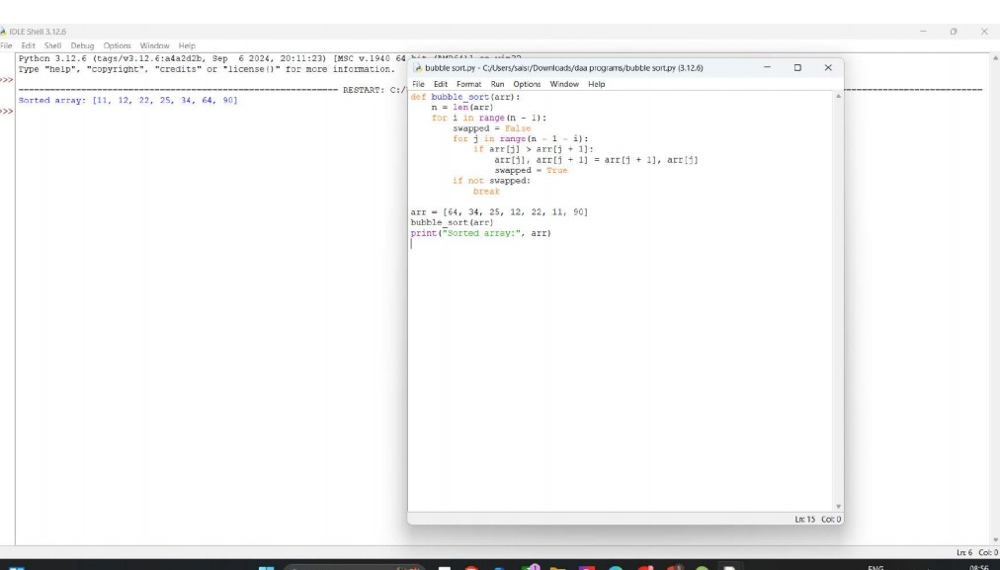 IDLE Shell 3.12.6
File Edit Shell Debug Options Window Help
Python 3.12.6 (tags/v3.12.6:a4a2d2b, Sep 6 2024, 20:11:23) [MSC v.1940 64 bit (AMD64)] on win32
Type "help", "copyright", "credits" or "license()" for more information.
>>>
RESTART: C:/
Sorted array: [11, 12, 22, 25, 34, 64, 90]
>>>
bubble sort.py - C:/Users/saisr/Downloads/daa programs/bubble sort.py (3.12.6)
File Edit Format Run Options Window Help
def bubble_sort(arr):
    n = len(arr)
    for i in range(n - 1):
        swapped = False
        for j in range(n - 1 - i):
            if arr[j] > arr[j + 1]:
                arr[j], arr[j + 1] = arr[j + 1], arr[j]
                swapped = True
        if not swapped:
            break
arr = [64, 34, 25, 12, 22, 11, 90]
bubble_sort(arr)
print("Sorted array:", arr)
Ln: 15 Col: 0
Ln: 6 Col: 0
ENG
08:56